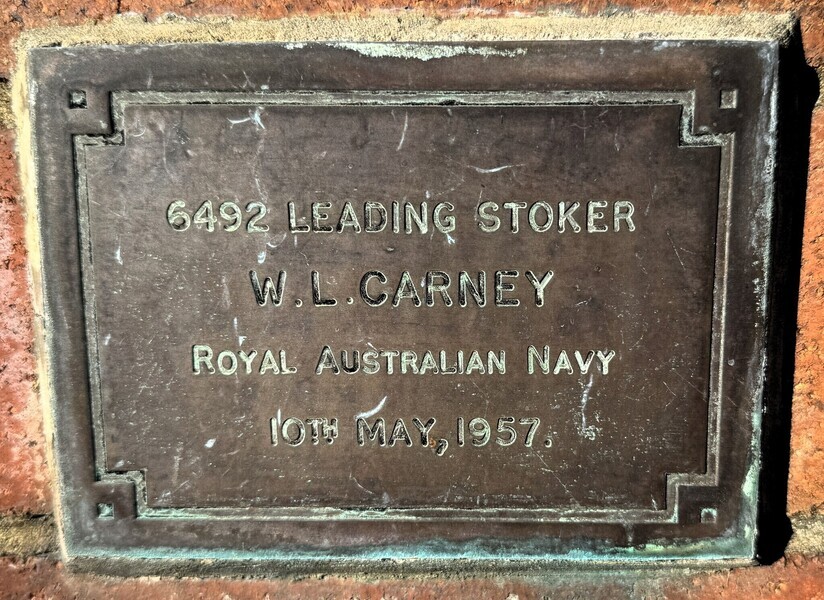 6492 LEADING STOKER
W.L.CARNEY
ROYAL AUSTRALIAN NAVY
10TH MAY, 1957.